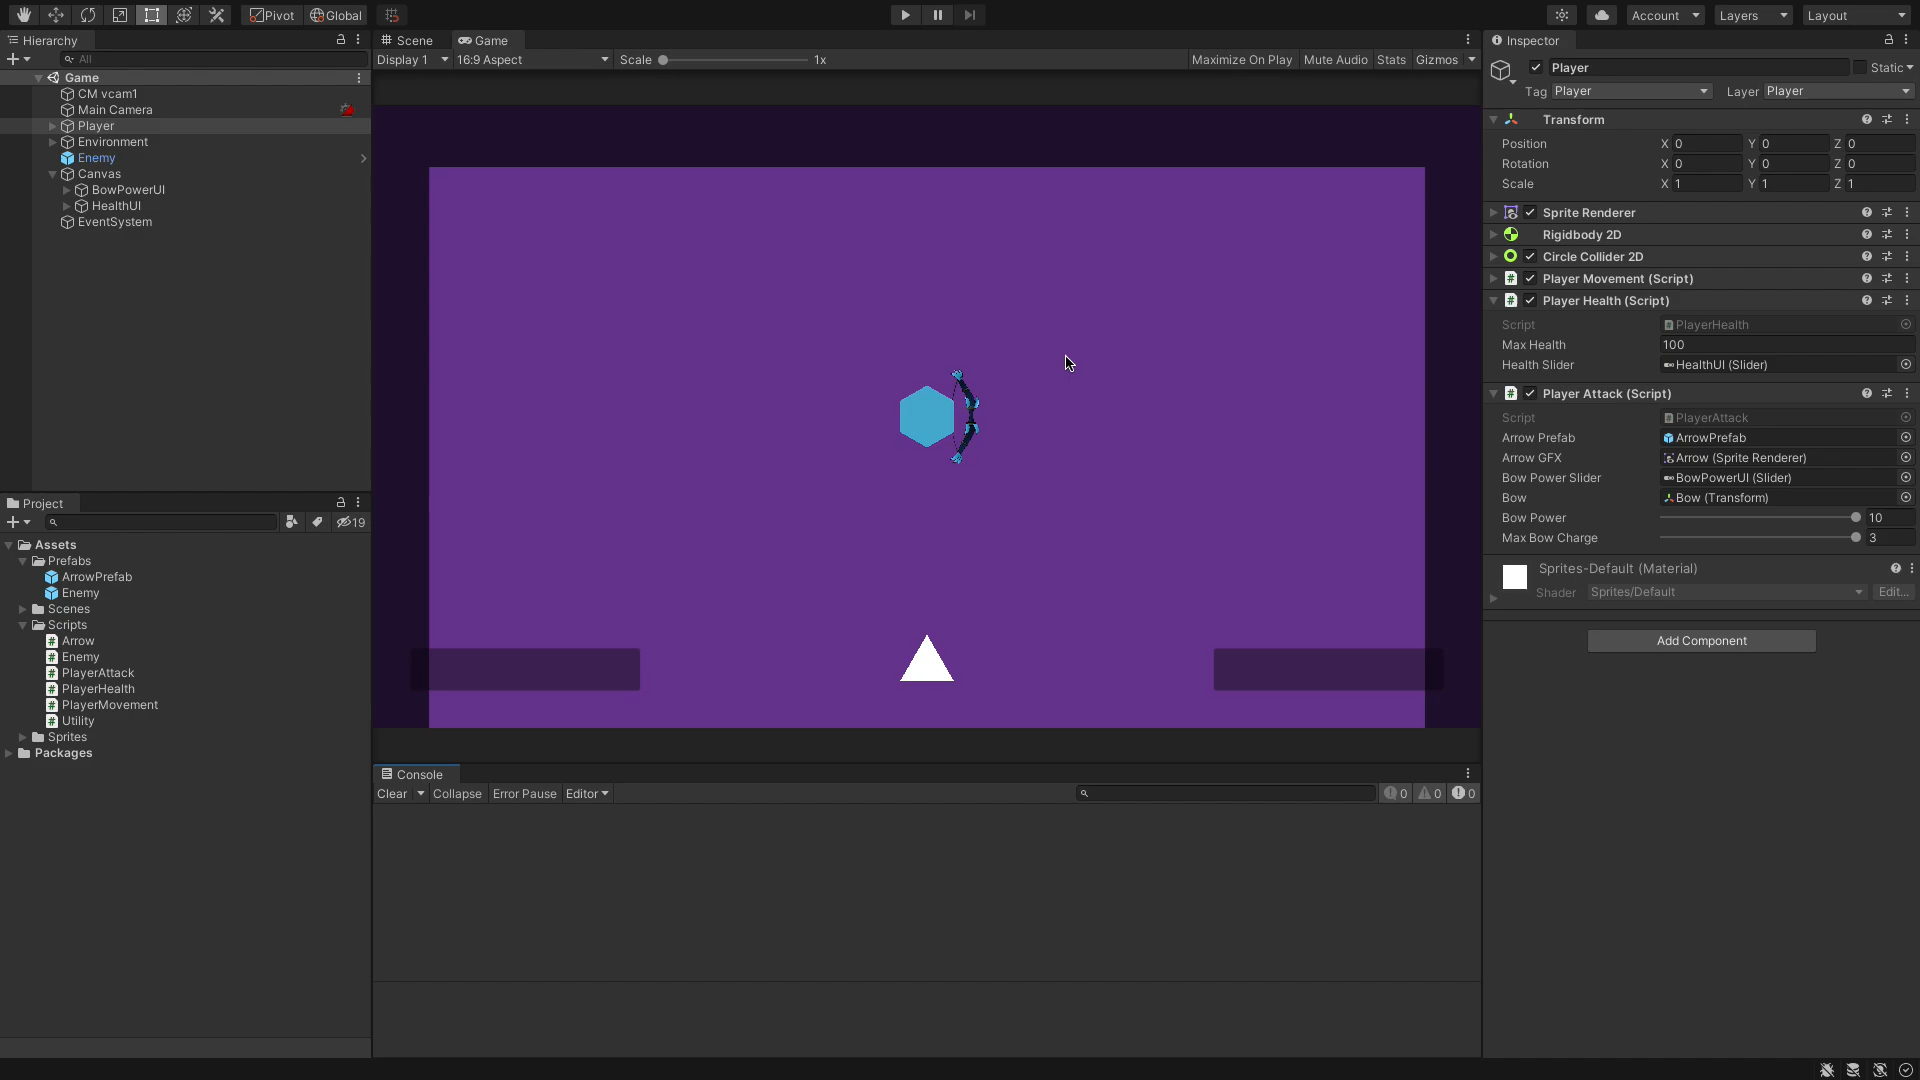 Pivot Global Account Layers Layout
Hierarchy
All
Game
CM vcam1
Main Camera
Player
Environment
Enemy
Canvas
BowPowerUI
HealthUI
EventSystem
Project
19
Assets
Prefabs
ArrowPrefab
Enemy
Scenes
Scripts
Arrow
Enemy
PlayerAttack
PlayerHealth
PlayerMovement
Utility
Sprites
Packages
Scene Game
Display 1 16:9 Aspect Scale 1x Maximize On Play Mute Audio Stats Gizmos
Console
Clear Collapse Error Pause Editor 0 0 0
Inspector
Player Static
Tag Player Layer Player
Transform
Position X 0 Y 0 Z 0
Rotation X 0 Y 0 Z 0
Scale X 1 Y 1 Z 1
Sprite Renderer
Rigidbody 2D
Circle Collider 2D
# Player Movement (Script)
# Player Health (Script)
Script PlayerHealth
Max Health 100
Health Slider HealthUI (Slider)
# Player Attack (Script)
Script PlayerAttack
Arrow Prefab ArrowPrefab
Arrow GFX Arrow (Sprite Renderer)
Bow Power Slider BowPowerUI (Slider)
Bow Bow (Transform)
Bow Power 10
Max Bow Charge 3
Sprites-Default (Material)
Shader Sprites/Default Edit...
Add Component